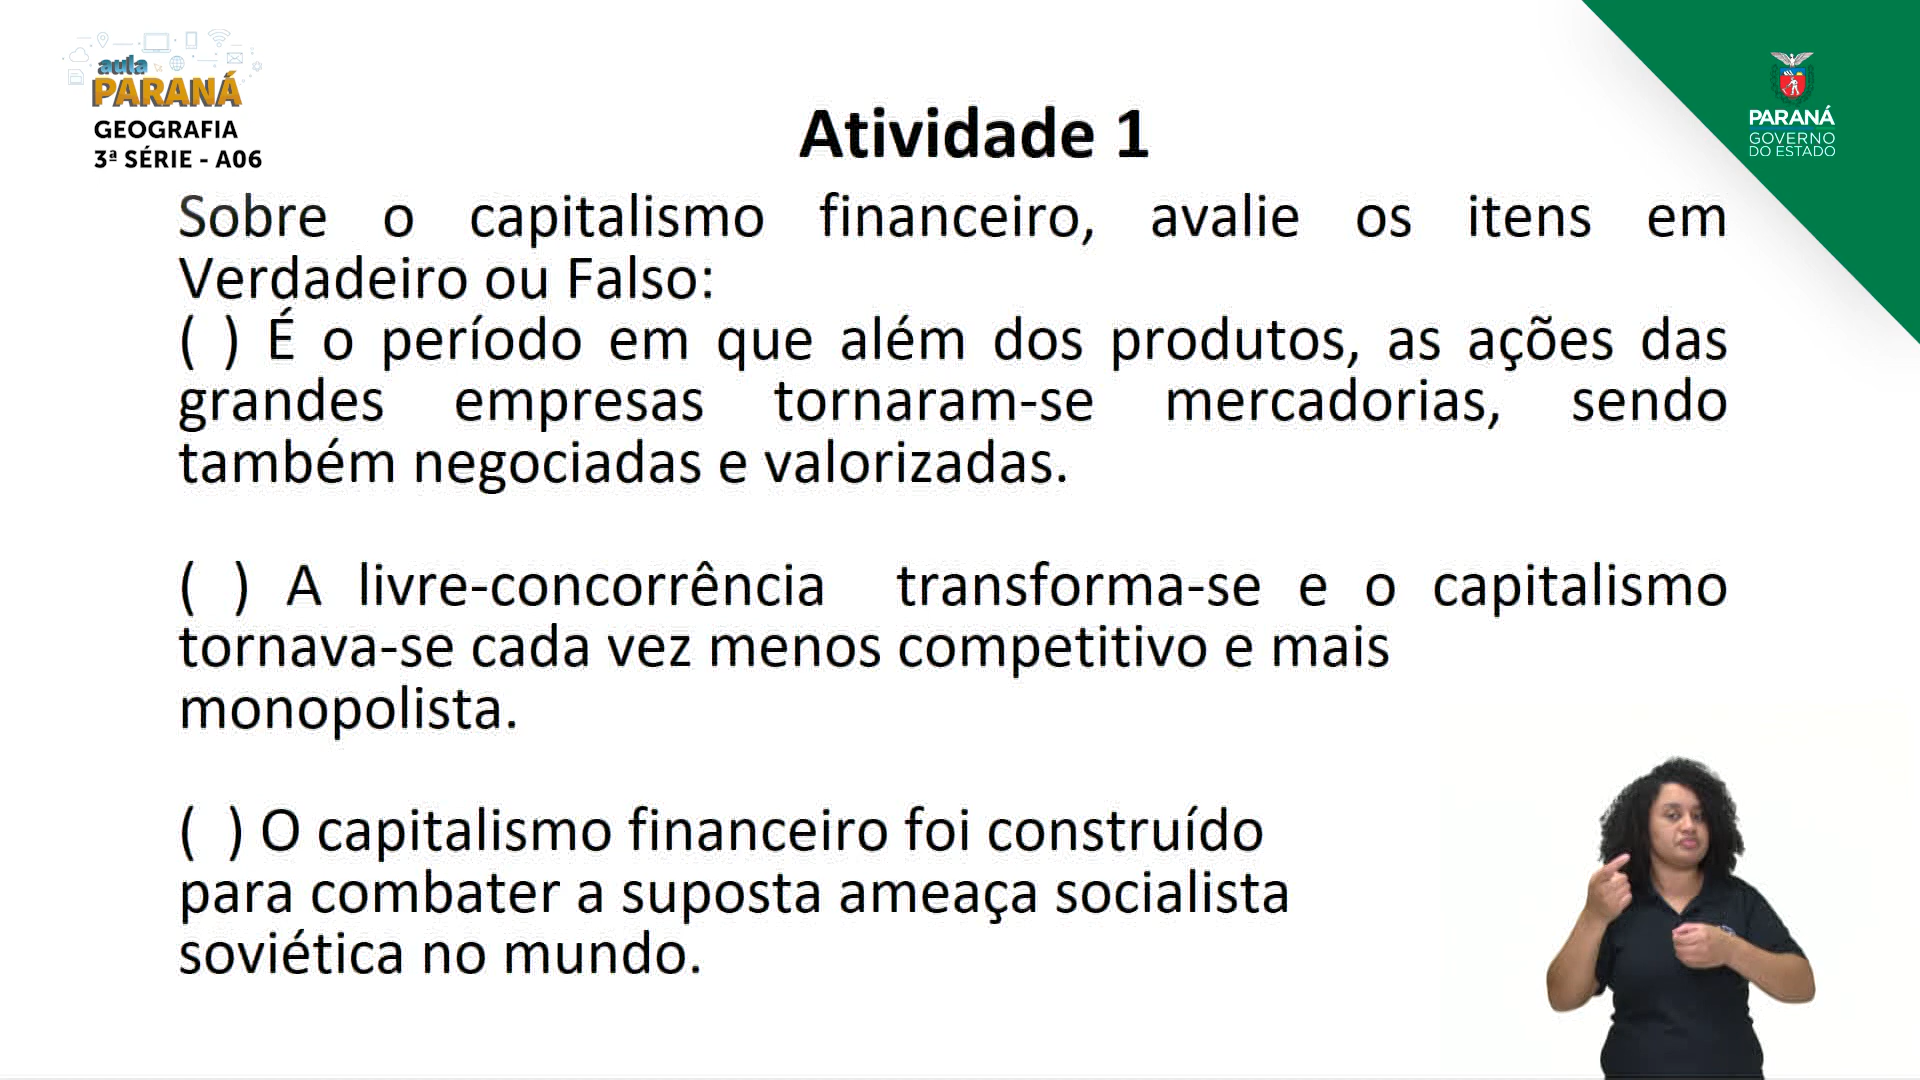 aula
PARANÁ
GEOGRAFIA
3ª SÉRIE - A06
PARANÁ
GOVERNO
DO ESTADO
Atividade 1
Sobre o capitalismo financeiro, avalie os itens em
Verdadeiro ou Falso:
( ) É o período em que além dos produtos, as ações das
grandes empresas tornaram-se mercadorias, sendo
também negociadas e valorizadas.
( ) A livre-concorrência transforma-se e o capitalismo
tornava-se cada vez menos competitivo e mais
monopolista.
( ) O capitalismo financeiro foi construído
para combater a suposta ameaça socialista
soviética no mundo.